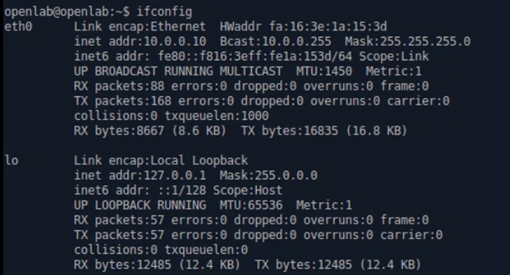 openlab@openlab:~$ ifconfig
eth0 Link encap:Ethernet HWaddr fa:16:3e:1a:15:3d
inet addr:10.0.0.10 Bcast:10.0.0.255 Mask:255.255.255.0
inet6 addr: fe80::f816:3eff:fe1a:153d/64 Scope:Link
UP BROADCAST RUNNING MULTICAST MTU:1450 Metric:1
RX packets:88 errors:0 dropped:0 overruns:0 frame:0
TX packets:168 errors:0 dropped:0 overruns:0 carrier:0
collisions:0 txqueuelen:1000
RX bytes:8667 (8.6 KB) TX bytes:16835 (16.8 KB)
lo Link encap:Local Loopback
inet addr:127.0.0.1 Mask:255.0.0.0
inet6 addr: ::1/128 Scope:Host
UP LOOPBACK RUNNING MTU:65536 Metric:1
RX packets:57 errors:0 dropped:0 overruns:0 frame:0
TX packets:57 errors:0 dropped:0 overruns:0 carrier:0
collisions:0 txqueuelen:0
RX bytes:12485 (12.4 KB) TX bytes:12485 (12.4 KB)